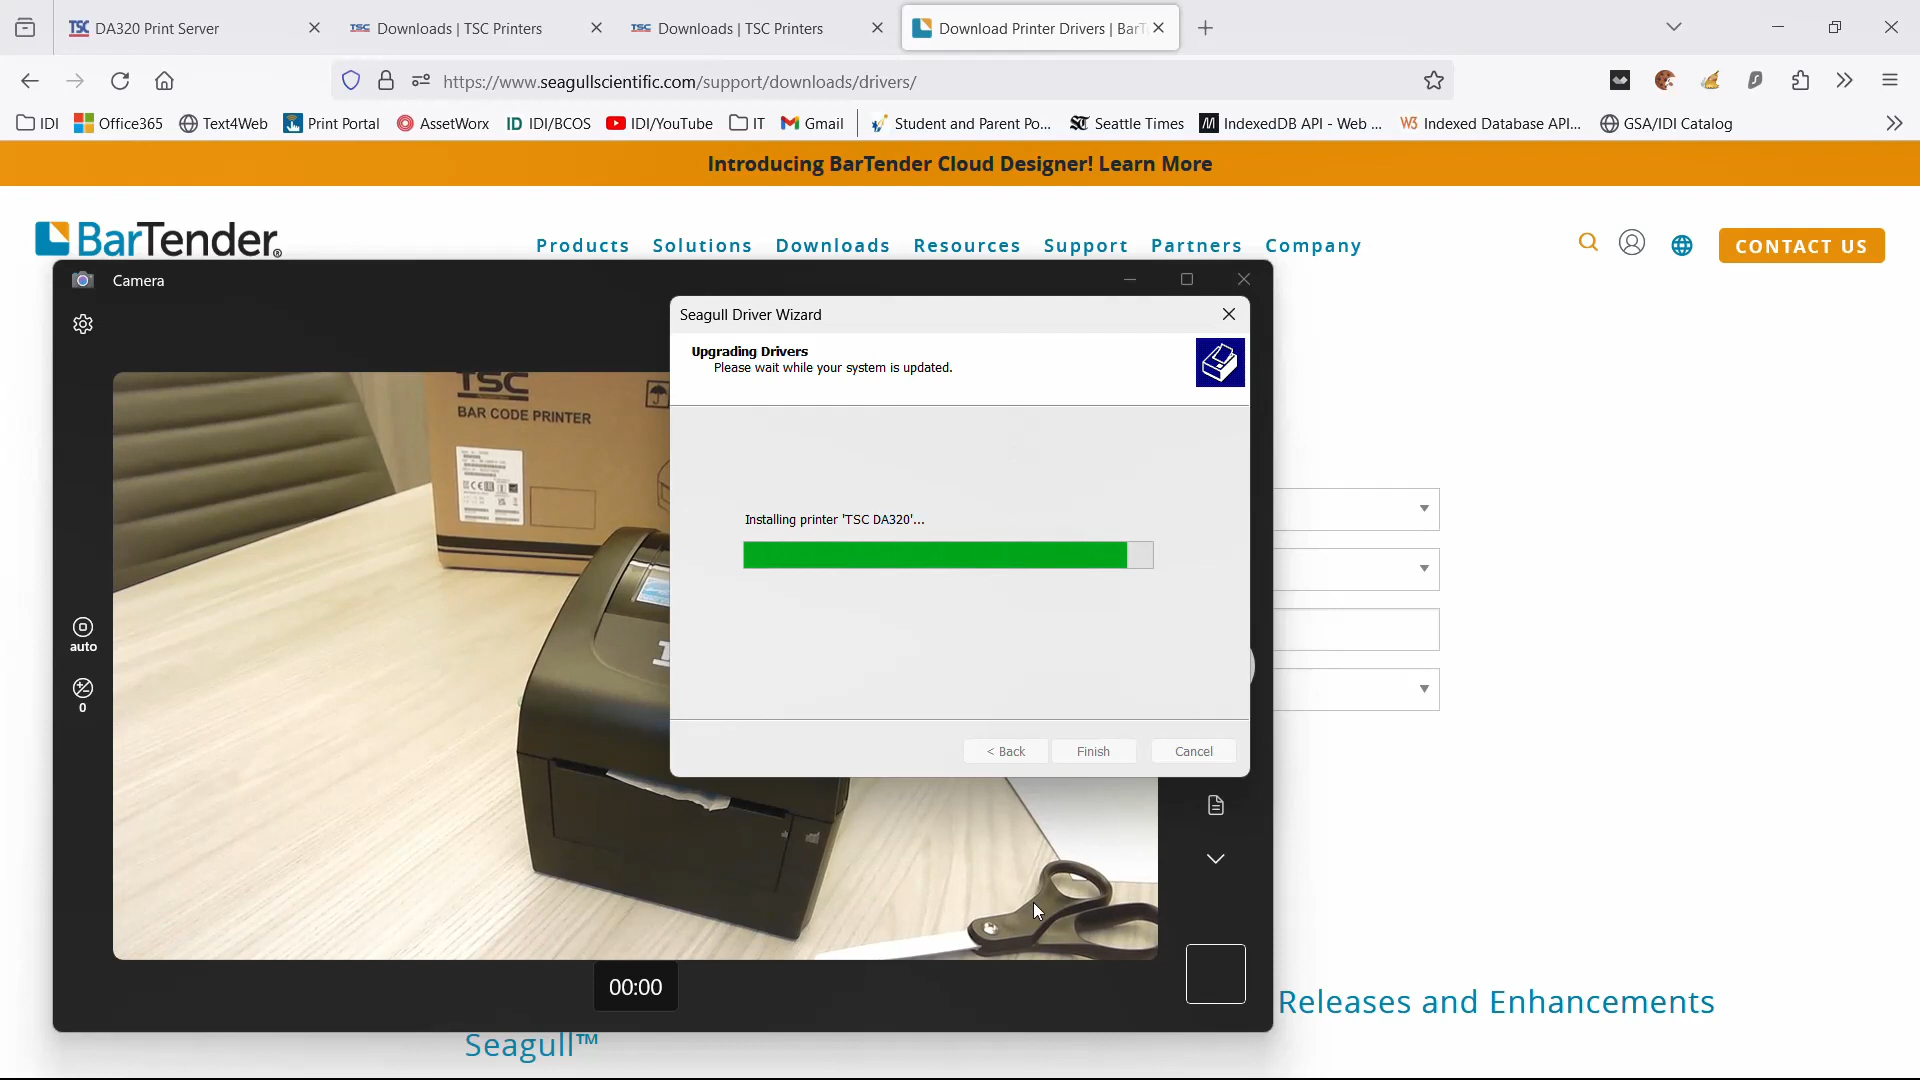 DA320 Print Server
Downloads | TSC Printers
Downloads | TSC Printers
Download Printer Drivers | BarT
https://www.seagullscientific.com/support/downloads/drivers/
IDI
Office365
Text4Web
Print Portal
AssetWorx
IDI/BCOS
IDI/YouTube
IT
Gmail
Student and Parent Po...
Seattle Times
IndexedDB API - Web ...
Indexed Database API...
GSA/IDI Catalog
Introducing BarTender Cloud Designer! Learn More
BarTender®
Products
Solutions
Downloads
Resources
Support
Partners
Company
CONTACT US
Camera
Seagull Driver Wizard
Upgrading Drivers
Please wait while your system is updated.
TSC
BAR CODE PRINTER
Installing printer 'TSC DA320'...
auto
0
< Back
Finish
Cancel
00:00
Releases and Enhancements
Seagull™